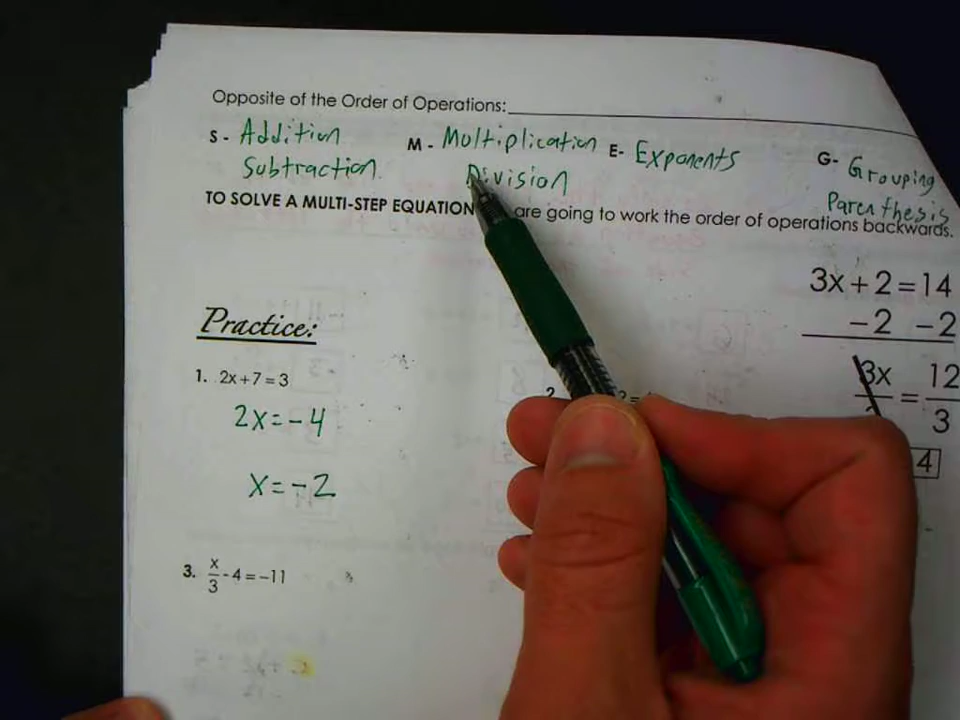 Opposite of the Order of Operations:
S - Addition Subtraction
M - Multiplication Division
E- Exponents
G- Grouping Parenthesis
TO SOLVE A MULTI-STEP EQUATION are going to work the order of operations backwards.
3x + 2 = 14
-2 -2
3x = 12
3
4
Practice:
1. 2x + 7 = 3
2x = -4
x = -2
2.
3. x/3 - 4 = -11